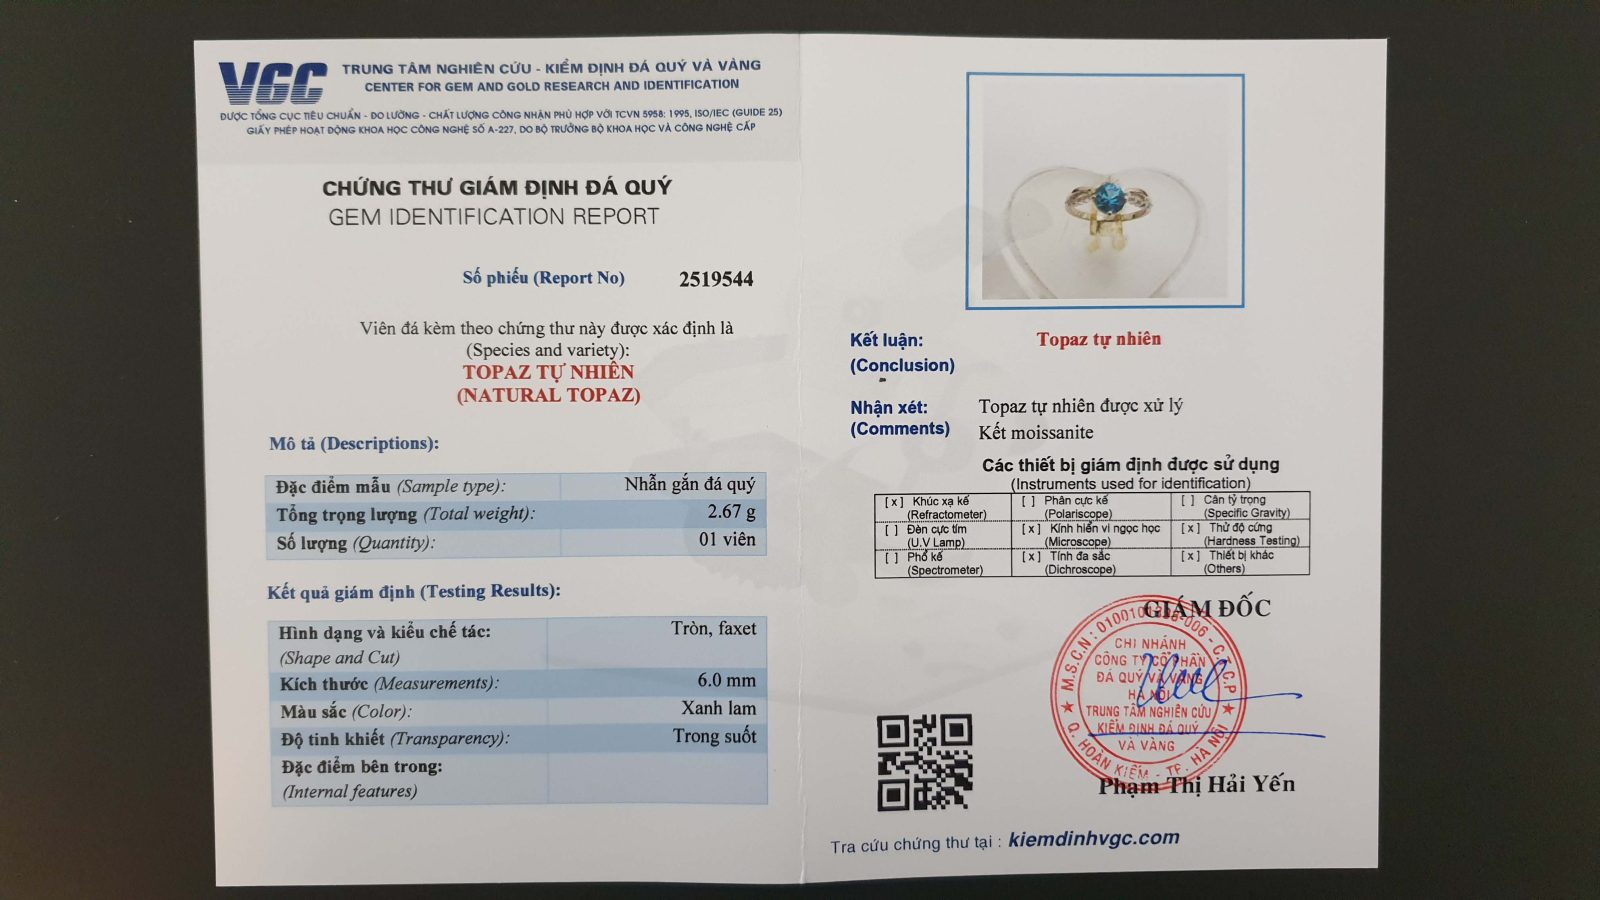 VGC
TRUNG TÂM NGHIÊN CỨU - KIỂM ĐỊNH ĐÁ QUÝ VÀ VÀNG
CENTER FOR GEM AND GOLD RESEARCH AND IDENTIFICATION
ĐƯỢC TỔNG CỤC TIÊU CHUẨN - ĐO LƯỜNG - CHẤT LƯỢNG CÔNG NHẬN PHÙ HỢP VỚI TCVN 5958: 1995, ISO/IEC (GUIDE 25)
GIẤY PHÉP HOẠT ĐỘNG KHOA HỌC CÔNG NGHỆ SỐ A-227, DO BỘ TRƯỞNG BỘ KHOA HỌC VÀ CÔNG NGHỆ CẤP
CHỨNG THƯ GIÁM ĐỊNH ĐÁ QUÝ
GEM IDENTIFICATION REPORT
Số phiếu (Report No) 2519544
Viên đá kèm theo chứng thư này được xác định là
(Species and variety):
TOPAZ TỰ NHIÊN
(NATURAL TOPAZ)
Mô tả (Descriptions):
Đặc điểm mẫu (Sample type): Nhẫn gắn đá quý
Tổng trọng lượng (Total weight): 2.67 g
Số lượng (Quantity): 01 viên
Kết quả giám định (Testing Results):
Hình dạng và kiểu chế tác: Tròn, faxet
(Shape and Cut)
Kích thước (Measurements): 6.0 mm
Màu sắc (Color): Xanh lam
Độ tinh khiết (Transparency): Trong suốt
Đặc điểm bên trong:
(Internal features)
Kết luận: Topaz tự nhiên
(Conclusion)
Nhận xét: Topaz tự nhiên được xử lý
(Comments) Kết moissanite
Các thiết bị giám định được sử dụng
(Instruments used for identification)
[x] Khúc xạ kế [ ] Phân cực kế [ ] Cân tỷ trọng
(Refractometer) (Polariscope) (Specific Gravity)
[ ] Đèn cực tím [x] Kính hiển vi ngọc học [x] Thử độ cứng
(U.V Lamp) (Microscope) (Hardness Testing)
[ ] Phổ kế [x] Tính đa sắc [x] Thiết bị khác
(Spectrometer) (Dichroscope) (Others)
GIÁM ĐỐC
CHI NHÁNH
CÔNG TY CỔ PHẦN
ĐÁ QUÝ VÀ VÀNG
HÀ NỘI
TRUNG TÂM NGHIÊN CỨU
KIỂM ĐỊNH ĐÁ QUÝ
VÀ VÀNG
Q. HOÀN KIẾM - TP. HÀ NỘI
Phạm Thị Hải Yến
Tra cứu chứng thư tại : kiemdinhvgc.com